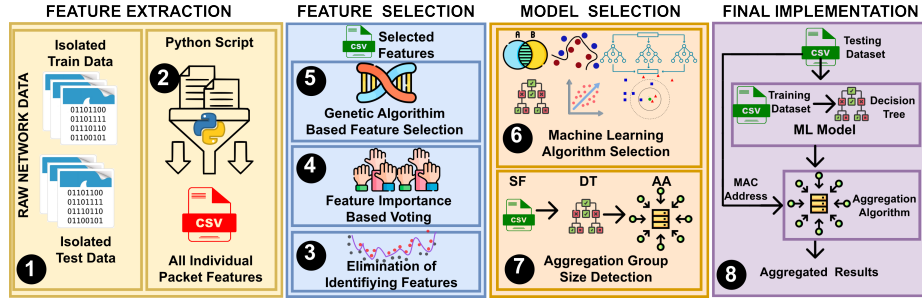 FEATURE EXTRACTION
RAW NETWORK DATA
Isolated
Train Data
01101100
01101111
01110110
01100101
01101100
01101111
01110110
01100101
Isolated
Test Data
1
Python Script
2
CSV
All Individual
Packet Features
FEATURE SELECTION
CSV
Selected
Features
5
Genetic Algorithim
Based Feature Selection
4
Feature Importance
Based Voting
3
Elimination of
Identifiying Features
MODEL SELECTION
A B
6
Machine Learning
Algorithm Selection
SF DT AA
CSV
7
Aggregation Group
Size Detection
FINAL IMPLEMENTATION
CSV
Testing
Dataset
CSV
Training
Dataset
Decision
Tree
ML Model
MAC
Address
Aggregation
Algorithm
8
Aggregated Results